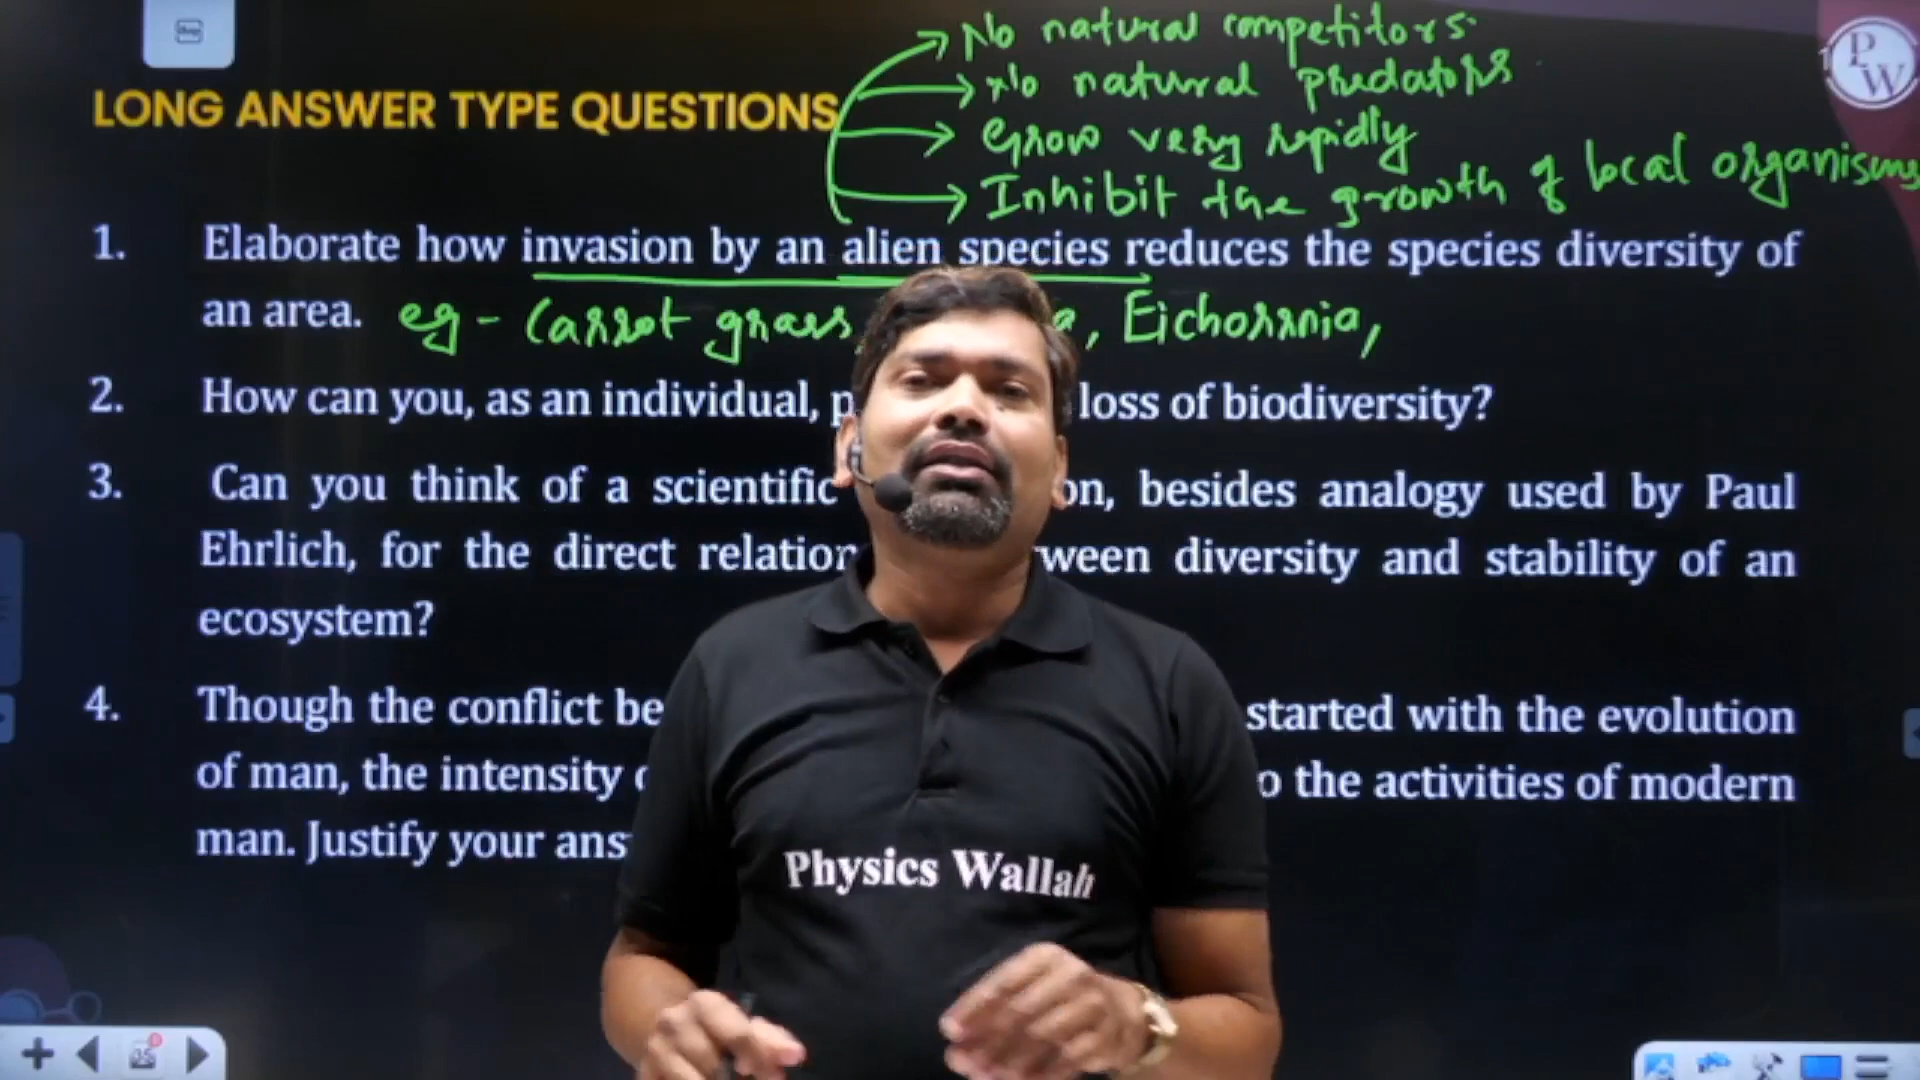 No natural competitors.
No natural predators
LONG ANSWER TYPE QUESTIONS
Grow very rapidly
Inhibit the growth of local organisms
PW
1. Elaborate how invasion by an alien species reduces the species diversity of
an area. eg - Carrot grass, Eichorrnia,
2. How can you, as an individual, loss of biodiversity?
3. Can you think of a scientific besides analogy used by Paul
Ehrlich, for the direct diversity and stability of an
ecosystem?
4. Though the conflict started with the evolution
of man, the intensity the activities of modern
man. Justify your
Physics Wallah